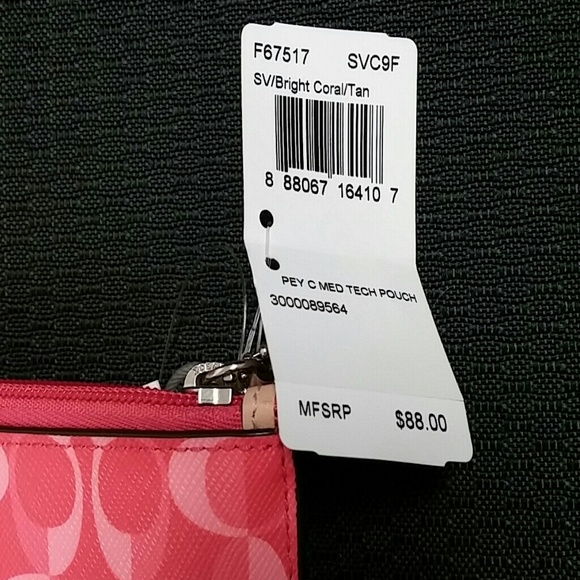 F67517 SVC9F
SV/Bright Coral/Tan
8 88067 16410 7
PEY C MED TECH POUCH
3000089564
MFSRP $88.00